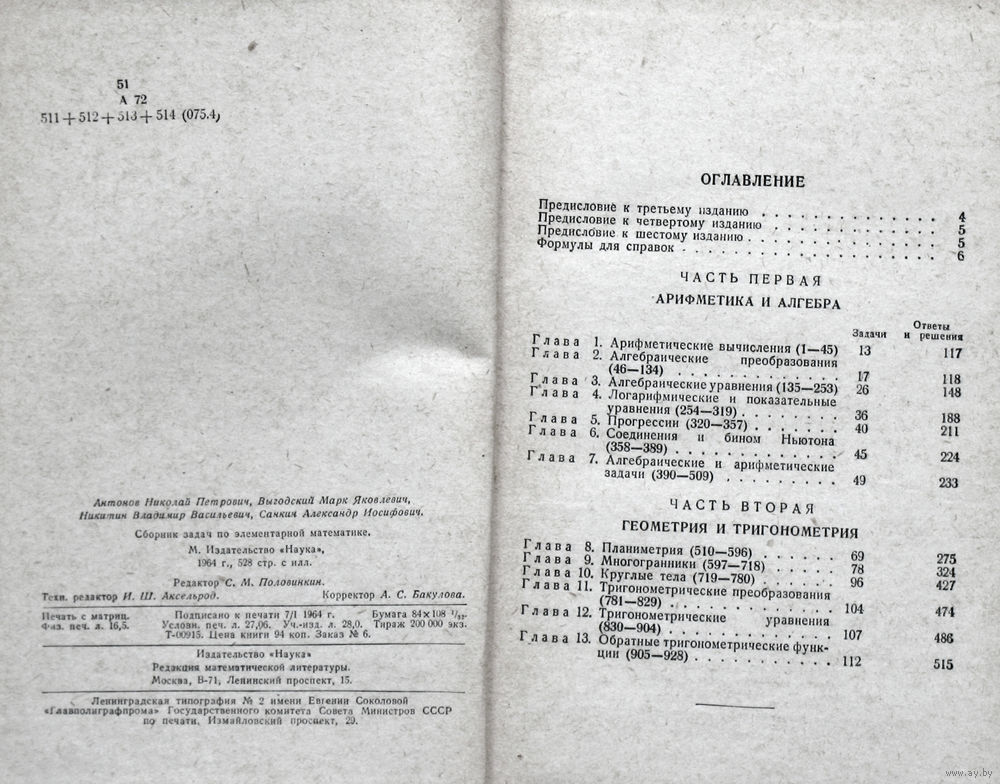 51
А 72
511+512+513+514 (075.4)
Антонов Николай Петрович, Выгодский Марк Яковлевич,
Никитин Владимир Васильевич, Санкин Александр Иосифович.
Сборник задач по элементарной математике.
М. Издательство «Наука»,
1964 г., 528 стр. с илл.
Редактор С. М. Половинкин.
Техн. редактор И. Ш. Аксельрод. Корректор А. С. Бакулова.
Печать с матриц. Подписано к печати 7/I 1964 г. Бумага 84×108 1/32.
Физ. печ. л. 16,5. Условн. печ. л. 27,06. Уч.-изд. л. 28,0. Тираж 200 000 экз.
Т-00915. Цена книги 94 коп. Заказ № 6.
Издательство «Наука»
Редакция математической литературы.
Москва, В-71, Ленинский проспект, 15.
Ленинградская типография № 2 имени Евгении Соколовой
«Главполиграфпрома» Государственного комитета Совета Министров СССР
по печати, Измайловский проспект, 29.
ОГЛАВЛЕНИЕ
Предисловие к третьему изданию . . . . . . . . . . . . . . 4
Предисловие к четвертому изданию . . . . . . . . . . . . . 5
Предисловие к шестому изданию . . . . . . . . . . . . . . 5
Формулы для справок . . . . . . . . . . . . . . . . . . . 6
ЧАСТЬ ПЕРВАЯ
АРИФМЕТИКА И АЛГЕБРА
Задачи Ответы и решения
Глава 1. Арифметические вычисления (1—45) 13 117
Глава 2. Алгебраические преобразования
(46—134) . . . . . . . . . . . . 17 118
Глава 3. Алгебраические уравнения (135—253) 26 148
Глава 4. Логарифмические и показательные
уравнения (254—319) . . . . . . . 36 188
Глава 5. Прогрессии (320—357) . . . . . . . 40 211
Глава 6. Соединения и бином Ньютона
(358—389) . . . . . . . . . . . . 45 224
Глава 7. Алгебраические и арифметические
задачи (390—509) . . . . . . . . . 49 233
ЧАСТЬ ВТОРАЯ
ГЕОМЕТРИЯ И ТРИГОНОМЕТРИЯ
Глава 8. Планиметрия (510—596) . . . . . . 69 275
Глава 9. Многогранники (597—718) . . . . . 78 324
Глава 10. Круглые тела (719—780) . . . . . . 96 427
Глава 11. Тригонометрические преобразования
(781—829) . . . . . . . . . . . . 104 474
Глава 12. Тригонометрические уравнения
(830—904) . . . . . . . . . . . . 107 486
Глава 13. Обратные тригонометрические функ-
ции (905—928) . . . . . . . . . . 112 515
www.ay.by